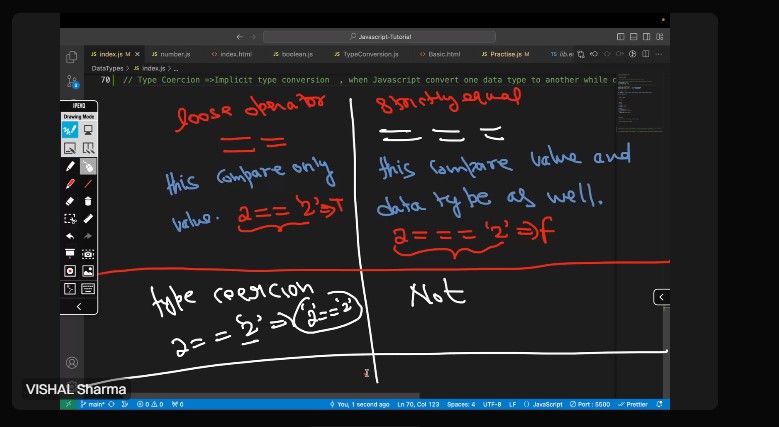 Javascript-Tutorial
JS index.js M × JS number.js <> index.html JS boolean.js JS TypeConversion.js <> Basic.html JS Practise.js M
DataTypes > JS index.js > ...
70 // Type Coercion =>Implicit type conversion , when Javascript convert one data type to another while
IPEVO
Drawing Mode
loose operator
==
this compare only
value. 2=='2'=>T
strictly equal
===
this compare value and
data type as well.
2==='2'=>f
type coercion
2=='2'=>'2'=='2'
Not
VISHAL Sharma
main* 0 0 0 You, 1 second ago Ln 70, Col 123 Spaces: 4 UTF-8 LF {} JavaScript Port : 5500 Prettier